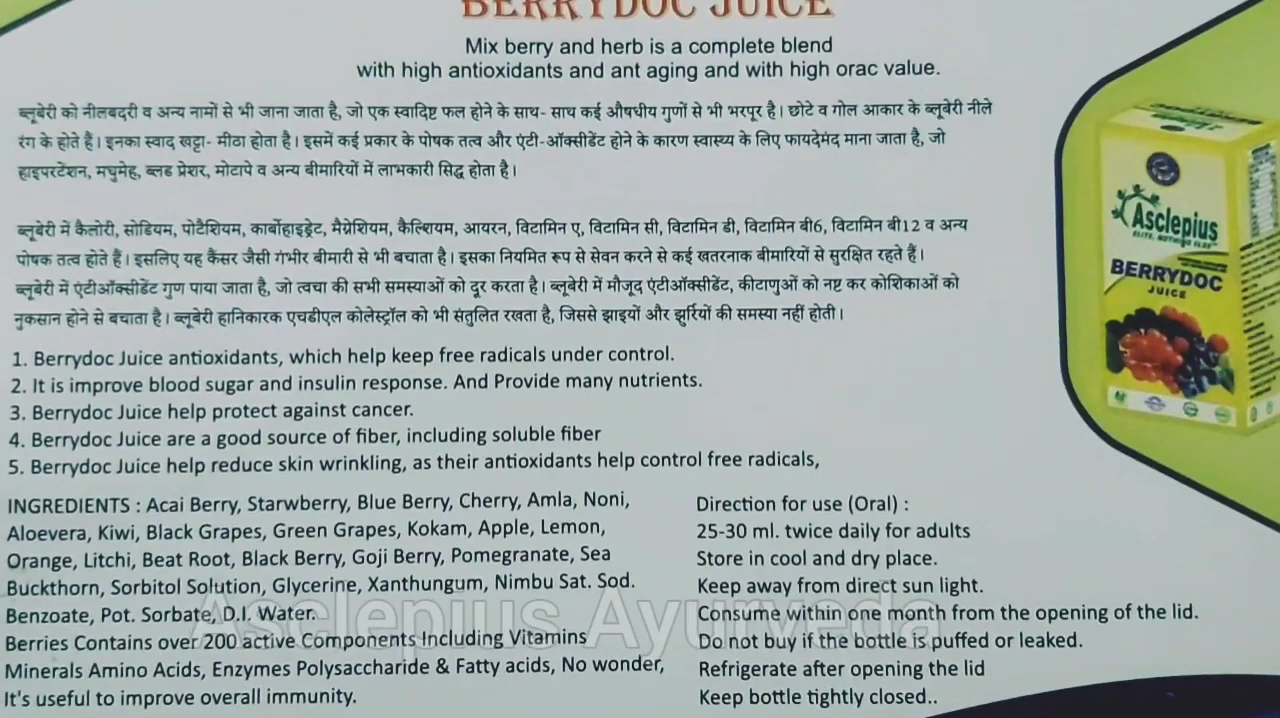 BERRYDOC JUICE
Mix berry and herb is a complete blend
with high antioxidants and ant aging and with high orac value.
ब्लूबेरी को नीलबदरी व अन्य नामों से भी जाना जाता है, जो एक स्वादिष्ट फल होने के साथ- साथ कई औषधीय गुणों से भी भरपूर है। छोटे व गोल आकार के ब्लूबेरी नीले
रंग के होते हैं। इनका स्वाद खट्टा- मीठा होता है। इसमें कई प्रकार के पोषक तत्व और एंटी-ऑक्सीडेंट होने के कारण स्वास्थ्य के लिए फायदेमंद माना जाता है, जो
हाइपरटेंशन, मधुमेह, ब्लड प्रेशर, मोटापे व अन्य बीमारियों में लाभकारी सिद्ध होता है।
ब्लूबेरी में कैलोरी, सोडियम, पोटैशियम, कार्बोहाइड्रेट, मैग्नेशियम, कैल्शियम, आयरन, विटामिन ए, विटामिन सी, विटामिन डी, विटामिन बी6, विटामिन बी12 व अन्य
पोषक तत्व होते हैं। इसलिए यह कैंसर जैसी गंभीर बीमारी से भी बचाता है। इसका नियमित रूप से सेवन करने से कई खतरनाक बीमारियों से सुरक्षित रहते हैं।
ब्लूबेरी में एंटीऑक्सीडेंट गुण पाया जाता है, जो त्वचा की सभी समस्याओं को दूर करता है। ब्लूबेरी में मौजूद एंटीऑक्सीडेंट, कीटाणुओं को नष्ट कर कोशिकाओं को
नुकसान होने से बचाता है। ब्लूबेरी हानिकारक एचडीएल कोलेस्ट्रॉल को भी संतुलित रखता है, जिससे झाइयों और झुर्रियों की समस्या नहीं होती।
1. Berrydoc Juice antioxidants, which help keep free radicals under control.
2. It is improve blood sugar and insulin response. And Provide many nutrients.
3. Berrydoc Juice help protect against cancer.
4. Berrydoc Juice are a good source of fiber, including soluble fiber
5. Berrydoc Juice help reduce skin wrinkling, as their antioxidants help control free radicals,
INGREDIENTS : Acai Berry, Starwberry, Blue Berry, Cherry, Amla, Noni,
Aloevera, Kiwi, Black Grapes, Green Grapes, Kokam, Apple, Lemon,
Orange, Litchi, Beat Root, Black Berry, Goji Berry, Pomegranate, Sea
Buckthorn, Sorbitol Solution, Glycerine, Xanthungum, Nimbu Sat. Sod.
Benzoate, Pot. Sorbate, D.I. Water.
Berries Contains over 200 active Components Including Vitamins
Minerals Amino Acids, Enzymes Polysaccharide & Fatty acids, No wonder,
It's useful to improve overall immunity.
Direction for use (Oral) :
25-30 ml. twice daily for adults
Store in cool and dry place.
Keep away from direct sun light.
Consume within one month from the opening of the lid.
Do not buy if the bottle is puffed or leaked.
Refrigerate after opening the lid
Keep bottle tightly closed..
Asclepius Ayurveda
Asclepius
ELITE, NOTHING ELSE
BERRYDOC
JUICE